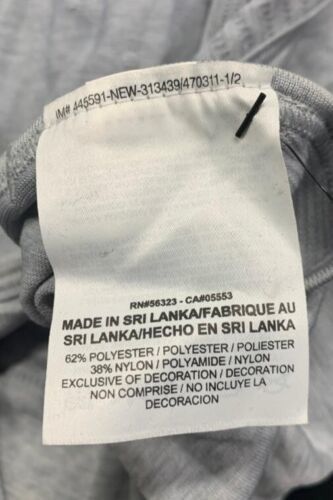 IM# 445591-NEW-313439/470311-1/2
RN#56323 - CA#05553
MADE IN SRI LANKA/FABRIQUE AU
SRI LANKA/HECHO EN SRI LANKA
62% POLYESTER / POLYESTER / POLIESTER
38% NYLON / POLYAMIDE / NYLON
EXCLUSIVE OF DECORATION / DECORATION
NON COMPRISE / NO INCLUYE LA
DECORACION